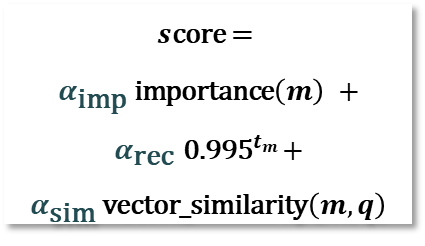 score =
α_imp importance(m) +
α_rec 0.995^{t_m} +
α_sim vector_similarity(m, q)